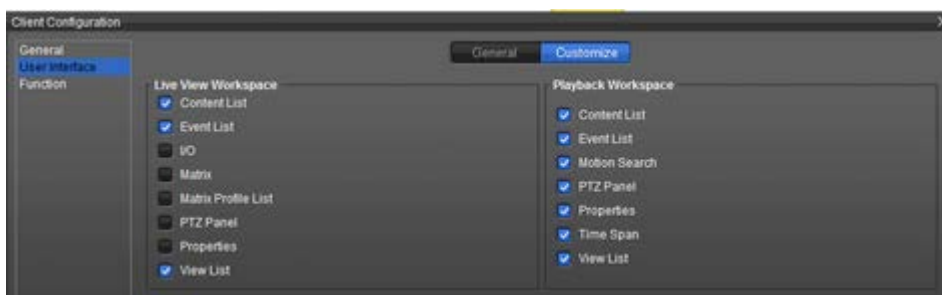 Client Configuration
General
User Interface
Function
General Customize
Live View Workspace
Content List
Event List
I/O
Matrix
Matrix Profile List
PTZ Panel
Properties
View List
Playback Workspace
Content List
Event List
Motion Search
PTZ Panel
Properties
Time Span
View List